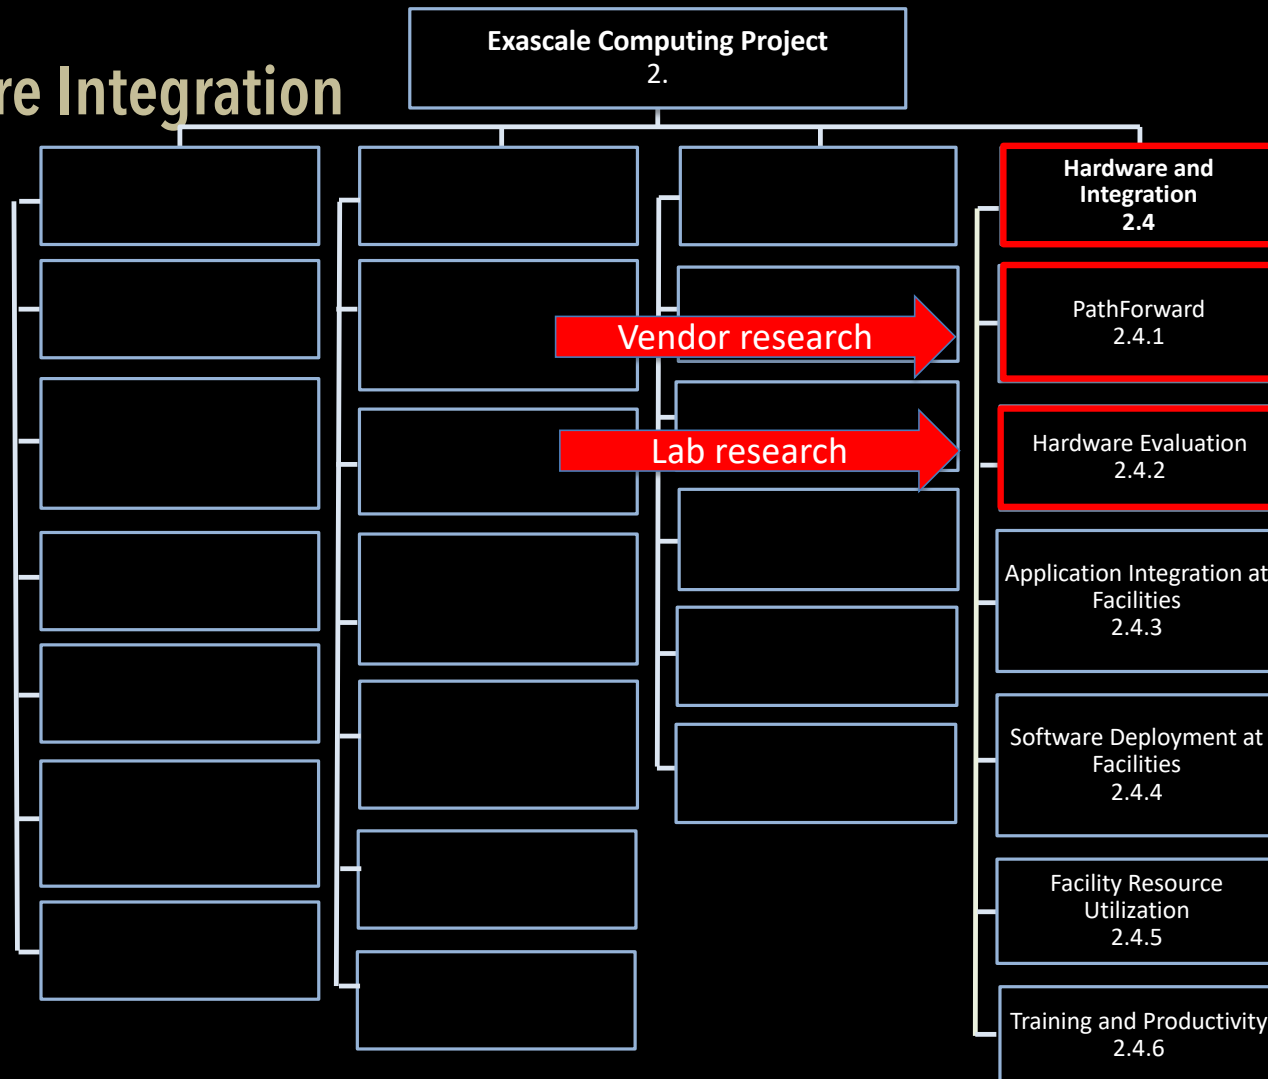 Exascale Computing Project
2.
re Integration
Hardware and
Integration
2.4
Vendor research
PathForward
2.4.1
Lab research
Hardware Evaluation
2.4.2
Application Integration at
Facilities
2.4.3
Software Deployment at
Facilities
2.4.4
Facility Resource
Utilization
2.4.5
Training and Productivity
2.4.6